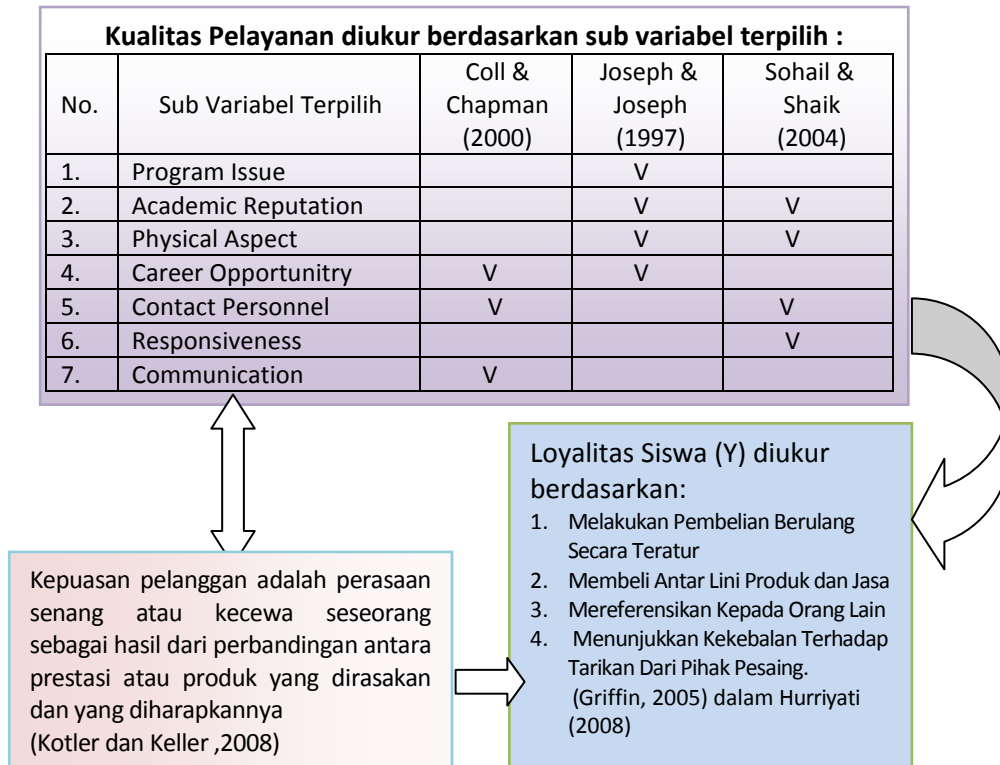 Kualitas Pelayanan diukur berdasarkan sub variabel terpilih :
No. Sub Variabel Terpilih Coll & Chapman (2000) Joseph & Joseph (1997) Sohail & Shaik (2004)
1. Program Issue V
2. Academic Reputation V V
3. Physical Aspect V V
4. Career Opportunitry V V
5. Contact Personnel V V
6. Responsiveness V
7. Communication V
Kepuasan pelanggan adalah perasaan
senang atau kecewa seseorang
sebagai hasil dari perbandingan antara
prestasi atau produk yang dirasakan
dan yang diharapkannya
(Kotler dan Keller ,2008)
Loyalitas Siswa (Y) diukur
berdasarkan:
1. Melakukan Pembelian Berulang
Secara Teratur
2. Membeli Antar Lini Produk dan Jasa
3. Mereferensikan Kepada Orang Lain
4. Menunjukkan Kekebalan Terhadap
Tarikan Dari Pihak Pesaing.
(Griffin, 2005) dalam Hurriyati
(2008)